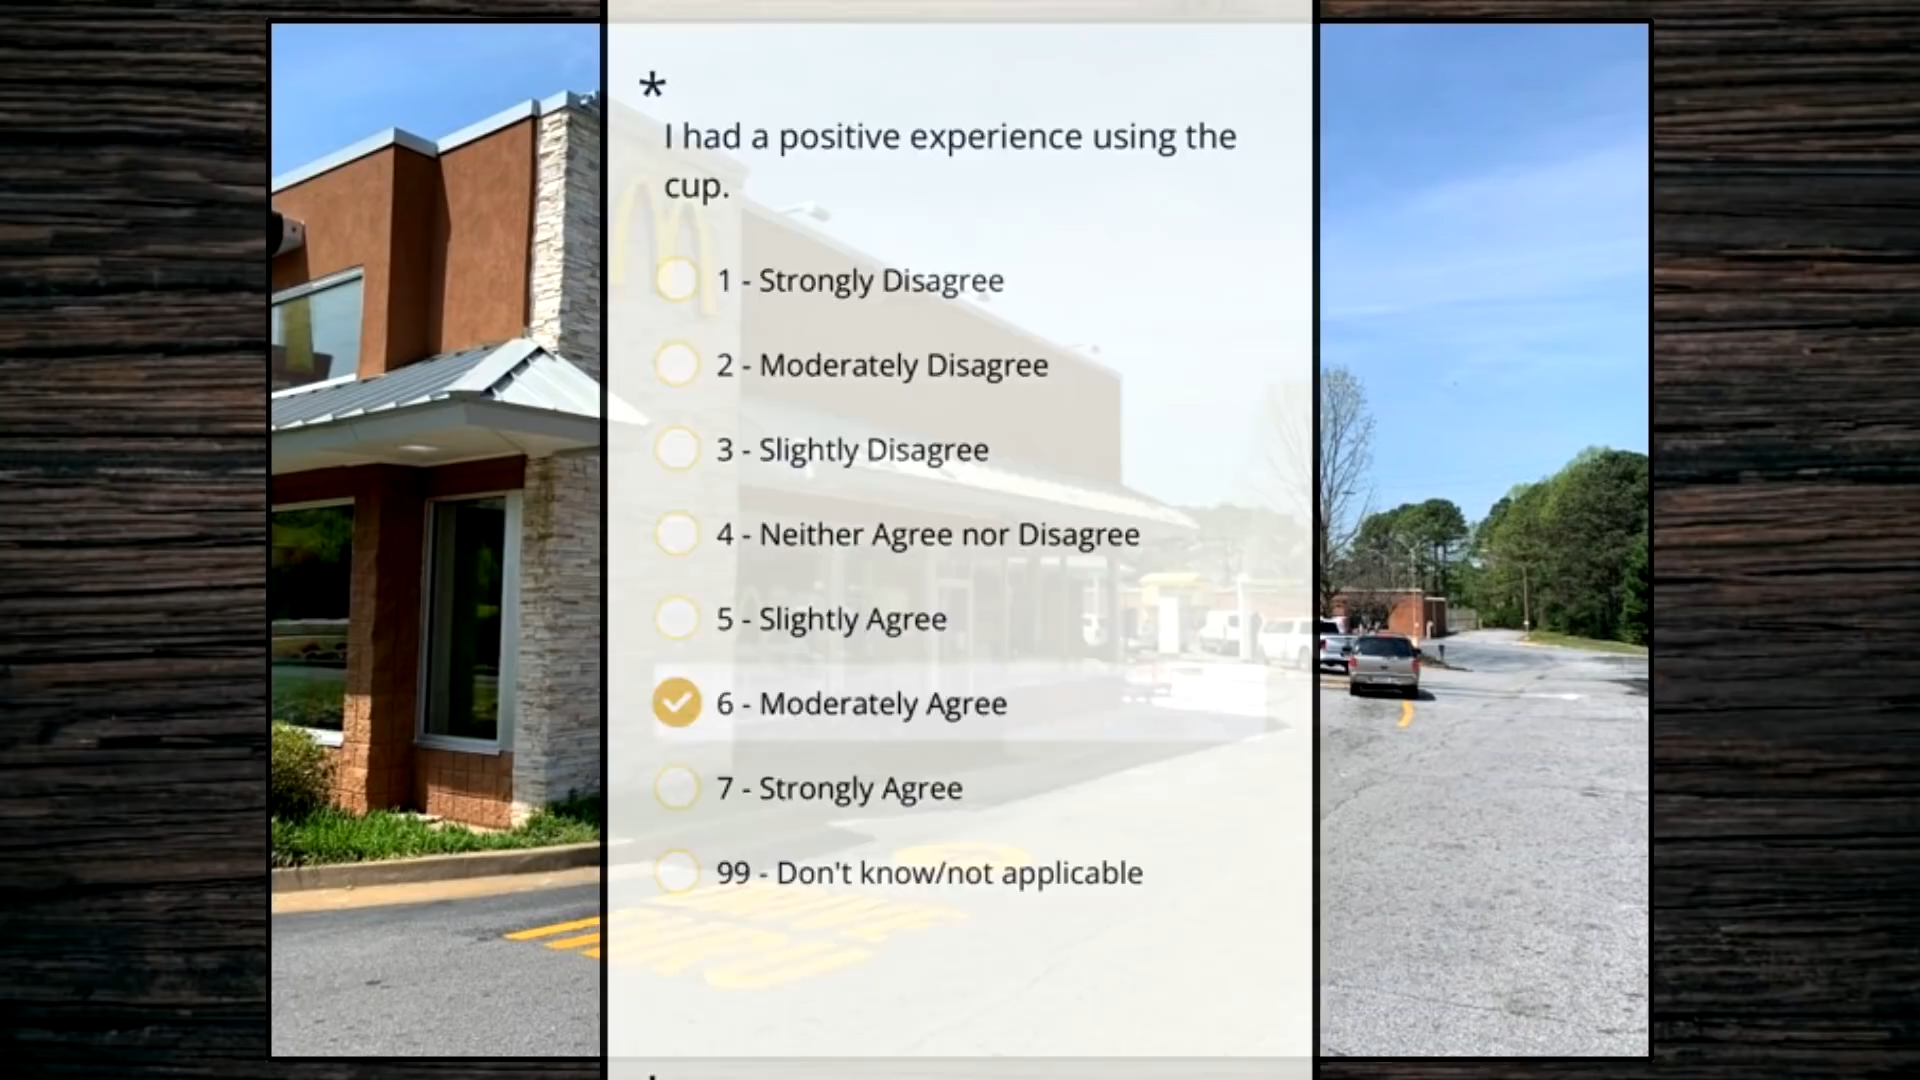 *
I had a positive experience using the
cup.
1 - Strongly Disagree
2 - Moderately Disagree
3 - Slightly Disagree
4 - Neither Agree nor Disagree
5 - Slightly Agree
6 - Moderately Agree
7 - Strongly Agree
99 - Don't know/not applicable